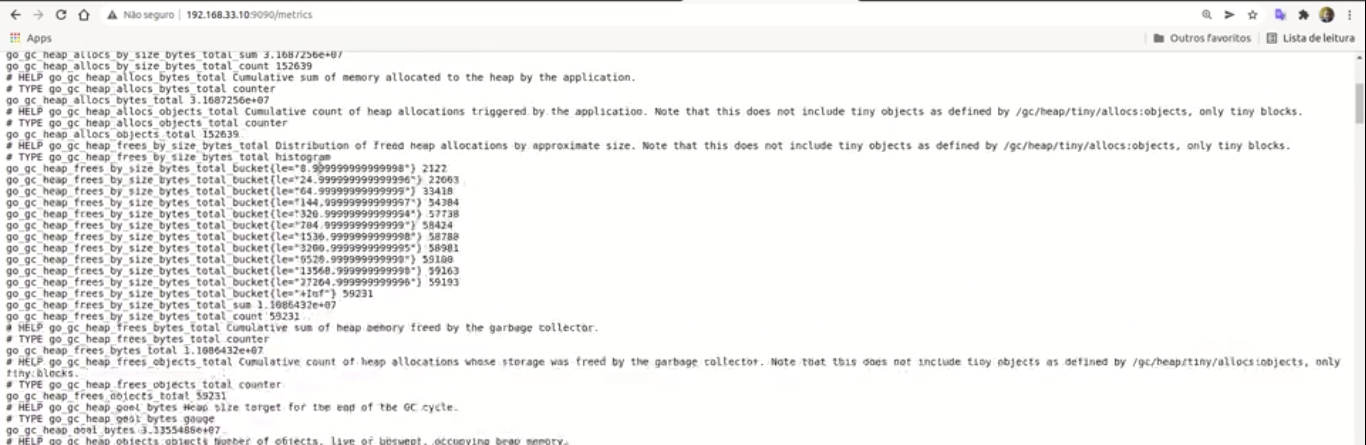 Não seguro
192.168.33.10:9090/metrics
Apps
Outros favoritos
Lista de leitura
go_gc_heap_allocs_by_size_bytes_total_sum 3.1687256e+07
go_gc_heap_allocs_by_size_bytes_total_count 152639
# HELP go_gc_heap_allocs_bytes_total Cumulative sum of memory allocated to the heap by the application.
# TYPE go_gc_heap_allocs_bytes_total counter
go_gc_heap_allocs_bytes_total 3.1687256e+07
# HELP go_gc_heap_allocs_objects_total Cumulative count of heap allocations triggered by the application. Note that this does not include tiny objects as defined by /gc/heap/tiny/allocs:objects, only tiny blocks.
# TYPE go_gc_heap_allocs_objects_total counter
go_gc_heap_allocs_objects_total 152639
# HELP go_gc_heap_frees_by_size_bytes_total Distribution of freed heap allocations by approximate size. Note that this does not include tiny objects as defined by /gc/heap/tiny/allocs:objects, only tiny blocks.
# TYPE go_gc_heap_frees_by_size_bytes_total histogram
go_gc_heap_frees_by_size_bytes_total_bucket{le="8.999999999999998"} 2122
go_gc_heap_frees_by_size_bytes_total_bucket{le="24.999999999999996"}
go_gc_heap_frees_by_size_bytes_total_bucket{le="64.99999999999999"}
go_gc_heap_frees_by_size_bytes_total_bucket{le="144.99999999999997"}
go_gc_heap_frees_by_size_bytes_total_bucket{le="320.99999999999994"} 57738
go_gc_heap_frees_by_size_bytes_total_bucket{le="704.9999999999999"} 58424
go_gc_heap_frees_by_size_bytes_total_bucket{le="1536.9999999999998"}
go_gc_heap_frees_by_size_bytes_total_bucket{le="3200.9999999999995"}
go_gc_heap_frees_by_size_bytes_total_bucket{le="6528.999999999999"}
go_gc_heap_frees_by_size_bytes_total_bucket{le="13568.999999999998"} 59163
go_gc_heap_frees_by_size_bytes_total_bucket{le="27264.999999999996"} 59193
go_gc_heap_frees_by_size_bytes_total_bucket{le="+Inf"} 59231
go_gc_heap_frees_by_size_bytes_total_sum 1.1086432e+07
go_gc_heap_frees_by_size_bytes_total_count 59231
# HELP go_gc_heap_frees_bytes_total Cumulative sum of heap memory freed by the garbage collector.
# TYPE go_gc_heap_frees_bytes_total counter
go_gc_heap_frees_bytes_total 1.1086432e+07
# HELP go_gc_heap_frees_objects_total Cumulative count of heap allocations whose storage was freed by the garbage collector. Note that this does not include tiny objects as defined by /gc/heap/tiny/allocs:objects, only
tiny blocks.
# TYPE go_gc_heap_frees_objects_total counter
go_gc_heap_frees_objects_total 59231
# HELP go_gc_heap_goal_bytes Heap size target for the end of the GC cycle.
# TYPE go_gc_heap_goal_bytes gauge
go_gc_heap_goal_bytes 3.1355488e+07
# HELP go_gc_heap_objects_objects Number of objects, live or unswept, occupying heap memory.